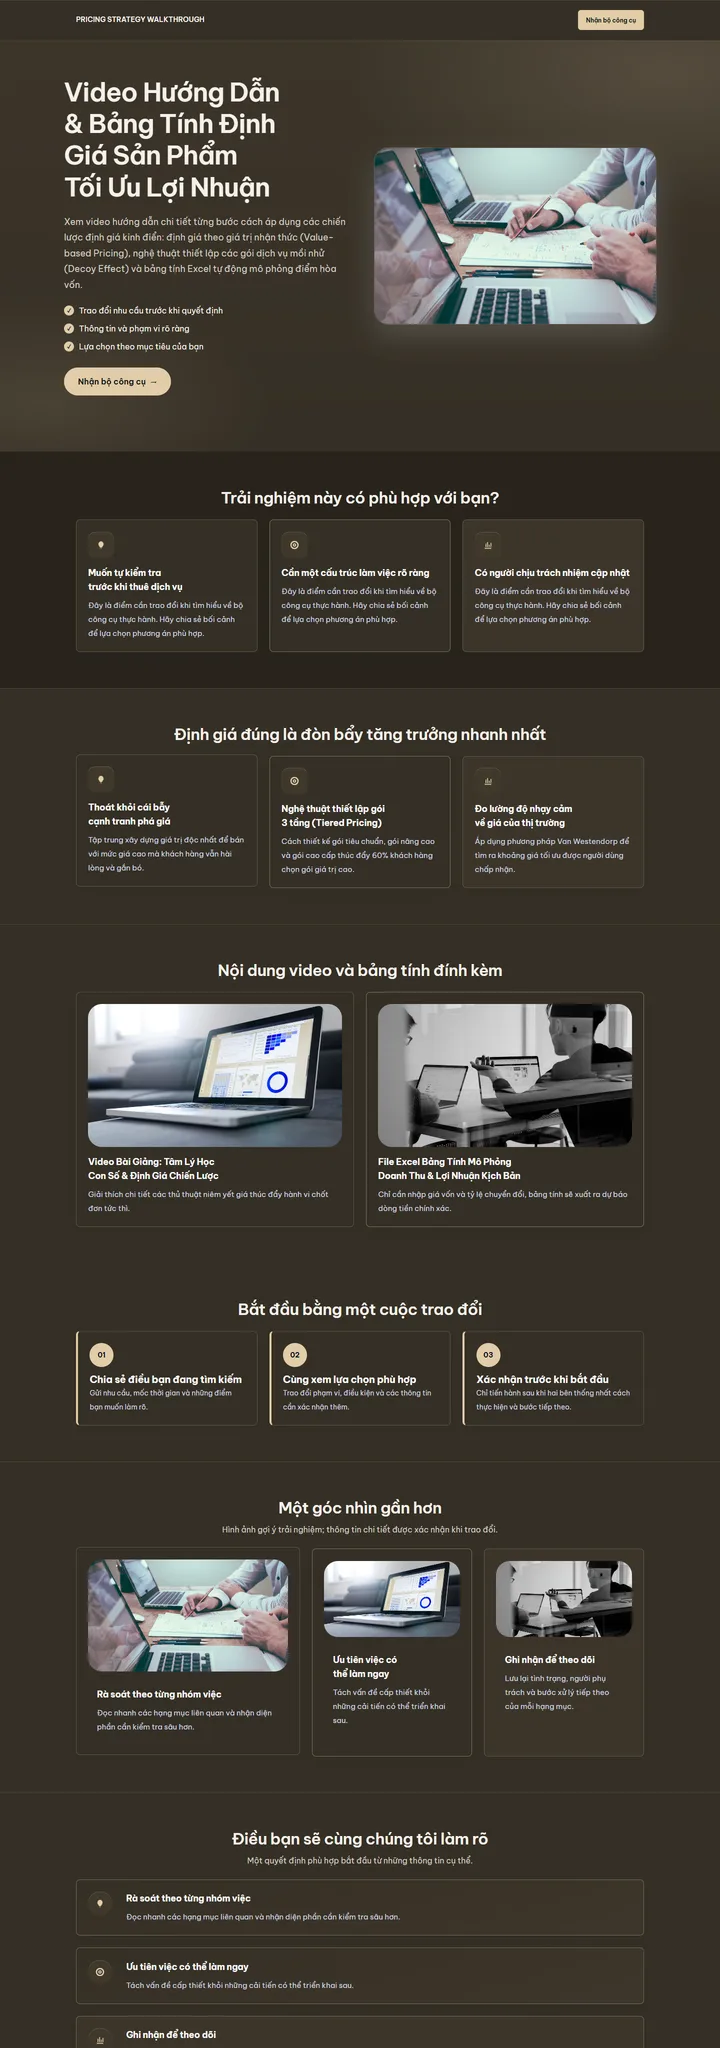 PRICING STRATEGY WALKTHROUGH
Nhận bộ công cụ
Video Hướng Dẫn
& Bảng Tính Định
Giá Sản Phẩm
Tối Ưu Lợi Nhuận
Xem video hướng dẫn chi tiết từng bước cách áp dụng các chiến
lược định giá kinh điển: định giá theo giá trị nhận thức (Value-
based Pricing), nghệ thuật thiết lập các gói dịch vụ mồi nhử
(Decoy Effect) và bảng tính Excel tự động mô phỏng điểm hòa
vốn.
Trao đổi nhu cầu trước khi quyết định
Thông tin và phạm vi rõ ràng
Lựa chọn theo mục tiêu của bạn
Nhận bộ công cụ →
Trải nghiệm này có phù hợp với bạn?
Muốn tự kiểm tra
trước khi thuê dịch vụ
Đây là điểm cần trao đổi khi tìm hiểu về bộ
công cụ thực hành. Hãy chia sẻ bối cảnh
để lựa chọn phương án phù hợp.
Cần một cấu trúc làm việc rõ ràng
Đây là điểm cần trao đổi khi tìm hiểu về bộ
công cụ thực hành. Hãy chia sẻ bối cảnh
để lựa chọn phương án phù hợp.
Có người chịu trách nhiệm cập nhật
Đây là điểm cần trao đổi khi tìm hiểu về bộ
công cụ thực hành. Hãy chia sẻ bối cảnh
để lựa chọn phương án phù hợp.
Định giá đúng là đòn bẩy tăng trưởng nhanh nhất
Thoát khỏi cái bẫy
cạnh tranh phá giá
Tập trung xây dựng giá trị độc nhất để bán
với mức giá cao mà khách hàng vẫn hài
lòng và gắn bó.
Nghệ thuật thiết lập gói
3 tầng (Tiered Pricing)
Cách thiết kế gói tiêu chuẩn, gói nâng cao
và gói cao cấp thúc đẩy 60% khách hàng
chọn gói giá trị cao.
Đo lường độ nhạy cảm
về giá của thị trường
Áp dụng phương pháp Van Westendorp để
tìm ra khoảng giá tối ưu được người dùng
chấp nhận.
Nội dung video và bảng tính đính kèm
Video Bài Giảng: Tâm Lý Học
Con Số & Định Giá Chiến Lược
Giải thích chi tiết các thủ thuật niêm yết giá thúc đẩy hành vi chốt
đơn tức thì.
File Excel Bảng Tính Mô Phỏng
Doanh Thu & Lợi Nhuận Kịch Bản
Chỉ cần nhập giá vốn và tỷ lệ chuyển đổi, bảng tính sẽ xuất ra dự báo
dòng tiền chính xác.
Bắt đầu bằng một cuộc trao đổi
01
Chia sẻ điều bạn đang tìm kiếm
Gửi nhu cầu, mốc thời gian và những điểm
bạn muốn làm rõ.
02
Cùng xem lựa chọn phù hợp
Trao đổi phạm vi, điều kiện và các thông tin
cần xác nhận thêm.
03
Xác nhận trước khi bắt đầu
Chỉ tiến hành sau khi hai bên thống nhất cách
thực hiện và bước tiếp theo.
Một góc nhìn gần hơn
Hình ảnh gợi ý trải nghiệm; thông tin chi tiết được xác nhận khi trao đổi.
Rà soát theo từng nhóm việc
Đọc nhanh các hạng mục liên quan và nhận diện
phần cần kiểm tra sâu hơn.
Ưu tiên việc có
thể làm ngay
Tách vấn đề cấp thiết khỏi
những cải tiến có thể triển khai
sau.
Ghi nhận để theo dõi
Lưu lại tình trạng, người phụ
trách và bước xử lý tiếp theo
của mỗi hạng mục.
Điều bạn sẽ cùng chúng tôi làm rõ
Một quyết định phù hợp bắt đầu từ những thông tin cụ thể.
Rà soát theo từng nhóm việc
Đọc nhanh các hạng mục liên quan và nhận diện phần cần kiểm tra sâu hơn.
Ưu tiên việc có thể làm ngay
Tách vấn đề cấp thiết khỏi những cải tiến có thể triển khai sau.
Ghi nhận để theo dõi